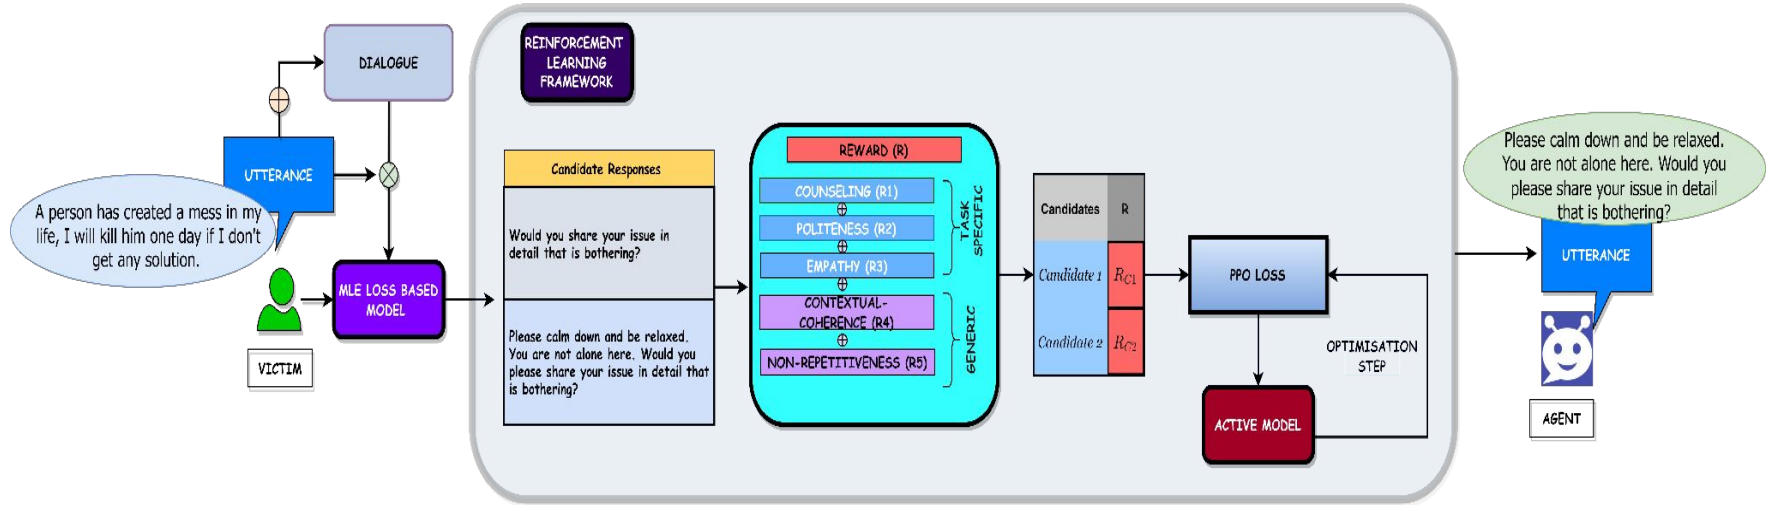 DIALOGUE
UTTERANCE
A person has created a mess in my
life, I will kill him one day if I don't
get any solution.
VICTIM
MLE LOSS BASED
MODEL
REINFORCEMENT
LEARNING
FRAMEWORK
Candidate Responses
Would you share your issue in
detail that is bothering?
Please calm down and be relaxed.
You are not alone here. Would you
please share your issue in detail that
is bothering?
REWARD (R)
COUNSELING (R1)
POLITENESS (R2)
EMPATHY (R3)
CONTEXTUAL-
COHERENCE (R4)
NON-REPETITIVENESS (R5)
TASK
SPECIFIC
GENERIC
Candidates R
Candidate 1 RC1
Candidate 2 RC2
PPO LOSS
OPTIMISATION
STEP
ACTIVE MODEL
Please calm down and be relaxed.
You are not alone here. Would you
please share your issue in detail
that is bothering?
UTTERANCE
AGENT